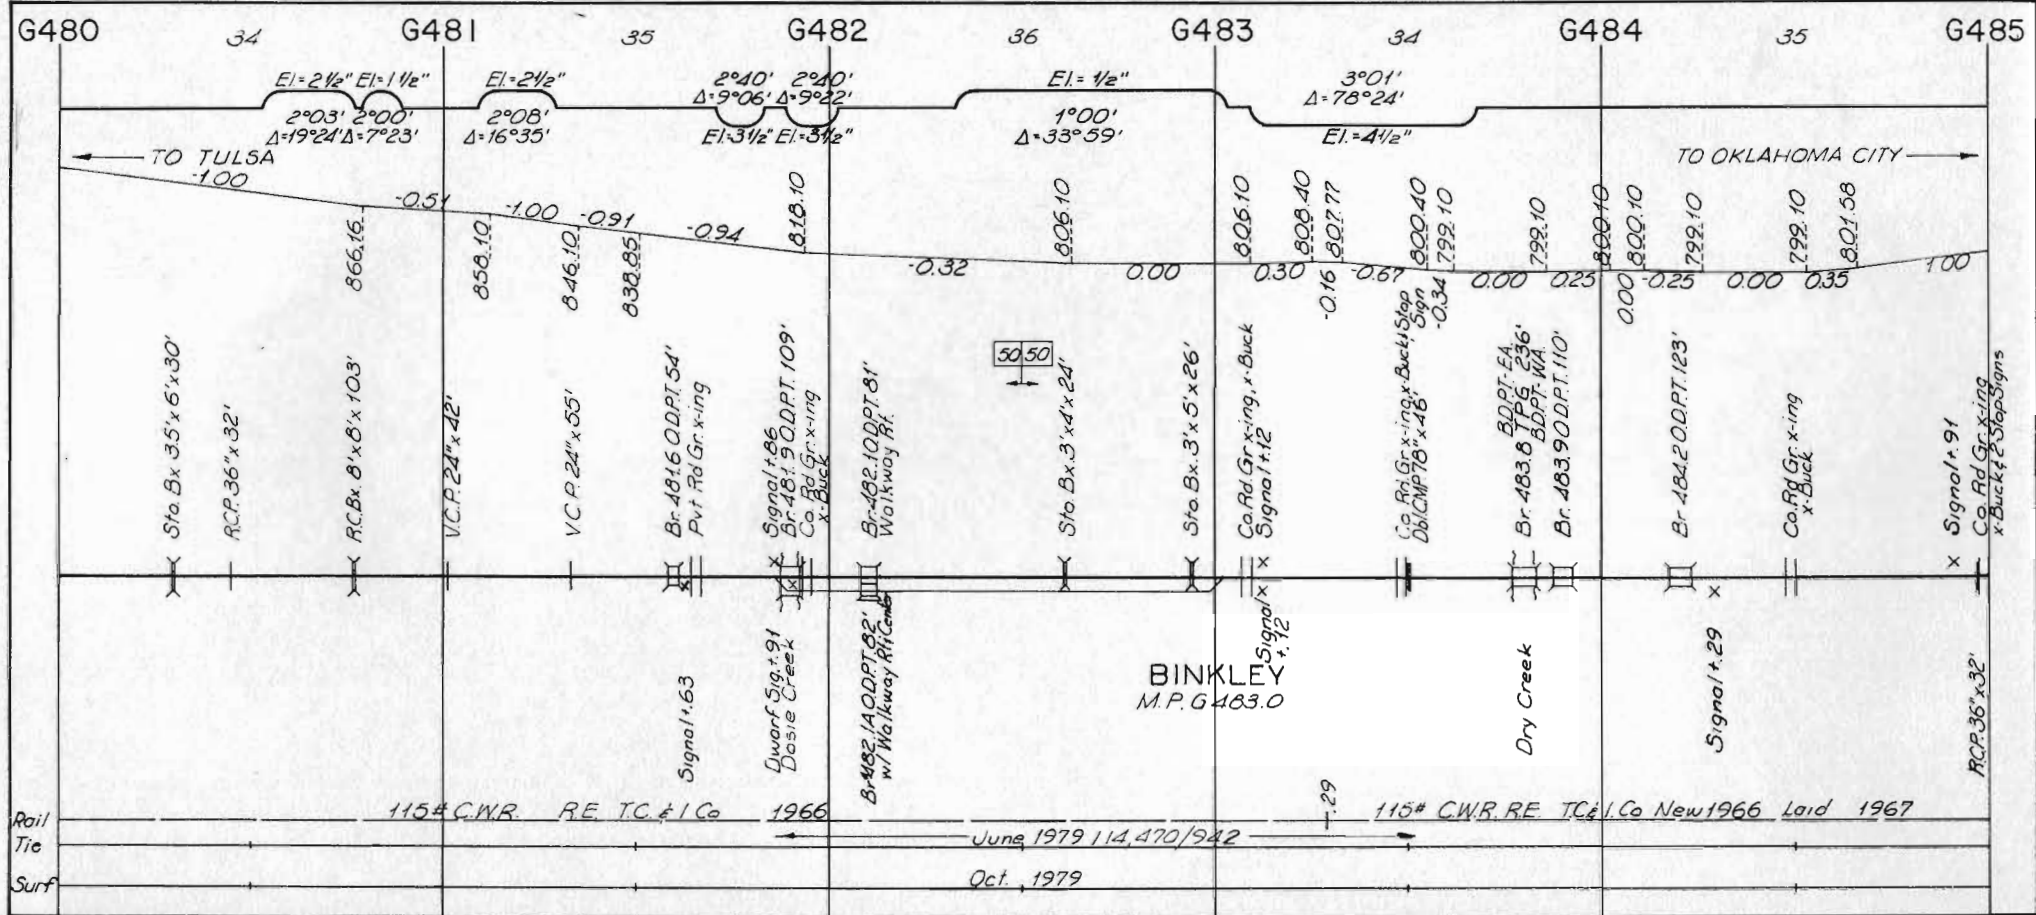 G480 34 G481 35 G482 36 G483 34 G484 35 G485
El.=2½" El.=1½" El.=2½" 2°40' 2°40' El.=½" 3°01'
Δ=9°06' Δ=9°22' Δ=78°24'
2°03' 2°00' 2°08' 1°00'
Δ=19°24' Δ=7°23' Δ=16°35' El.=3½" El.=3½" Δ=33°59' El.=4½"
TO TULSA TO OKLAHOMA CITY
-1.00 -0.51 -1.00 -0.91 -0.94 -0.32 0.00 0.30 -0.16 -0.67 -0.34 0.00 0.25 0.00 -0.25 0.00 0.35 1.00
866.16 858.10 846.10 838.85 818.10 806.10 806.10 808.40 807.77 800.40 799.10 799.10 800.10 800.10 799.10 799.10 801.58
50 50
Sto. Bx. 3.5'x6'x30'
R.C.P. 36"x32'
R.C.Bx. 8'x8'x103'
V.C.P. 24"x42'
V.C.P. 24"x55'
Br. 481.6 O.D.P.T. 54'
Pvt Rd Gr. x-ing
Signal +.86
Br. 481.9 O.D.P.T. 109'
Co. Rd Gr. x-ing
x-Buck
Br. 482.1 O.D.P.T. 81'
Walkway Rt.
Sto. Bx. 3'x4'x24'
Sto. Bx. 3'x5'x26'
Co. Rd Gr. x-ing, x-Buck
Signal +.12
Co. Rd. Gr. x-ing, x-Buck, Stop
Sign
Dbl CMP 78"x46'
B.D.P.T.-E.A.
Br. 483.8 T.P.G. 236'
B.D.P.T.-W.A.
Br. 483.9 O.D.P.T. 110'
Br. 484.2 O.D.P.T. 123'
Co. Rd Gr. x-ing
x-Buck
Signal +.91
Co. Rd Gr. x-ing
x-Buck & 2 Stop Signs
Signal +.63
Dwarf Sig. +.91
Dosie Creek
Br 482.1A O.D.P.T. 82'
w/ Walkway Rt & Center
Signal
+.12
BINKLEY
M.P. G 483.0
Dry Creek
Signal +.29
R.C.P. 36"x32'
Rail 115# C.W.R. R.E. T.C. & I Co 1966 .29 115# C.W.R. R.E. T.C. & I. Co New 1966 Laid 1967
Tie June 1979 114,470/942
Surf Oct. 1979